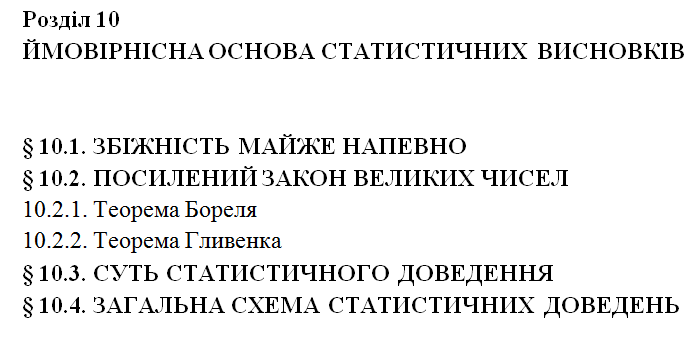 Розділ 10
ЙМОВІРНІСНА ОСНОВА СТАТИСТИЧНИХ ВИСНОВКІВ
§ 10.1. ЗБІЖНІСТЬ МАЙЖЕ НАПЕВНО
§ 10.2. ПОСИЛЕНИЙ ЗАКОН ВЕЛИКИХ ЧИСЕЛ
10.2.1. Теорема Бореля
10.2.2. Теорема Гливенка
§ 10.3. СУТЬ СТАТИСТИЧНОГО ДОВЕДЕННЯ
§ 10.4. ЗАГАЛЬНА СХЕМА СТАТИСТИЧНИХ ДОВЕДЕНЬ